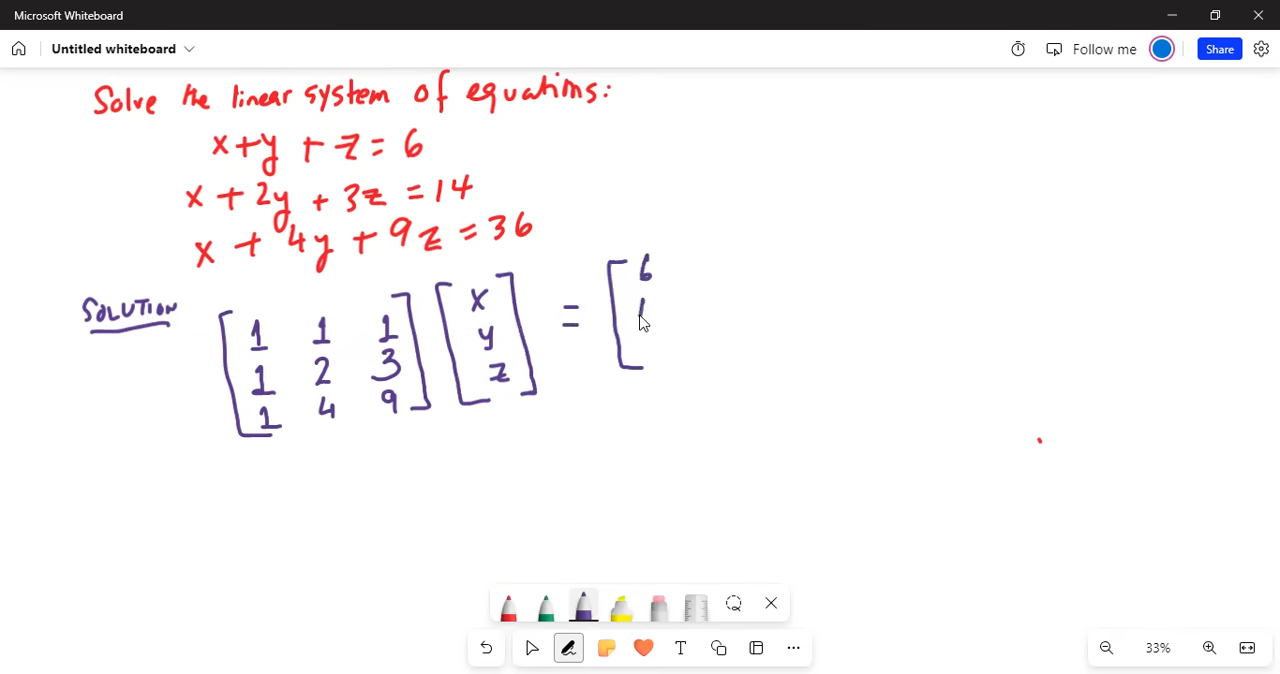 Microsoft Whiteboard
Untitled whiteboard
Follow me
Share
Solve the linear system of equations:
x+y+z=6
x+2y+3z=14
x+4y+9z=36
SOLUTION
[1 1 1] [x] = [6
[1 2 3] [y] [1
[1 4 9] [z] [
33%